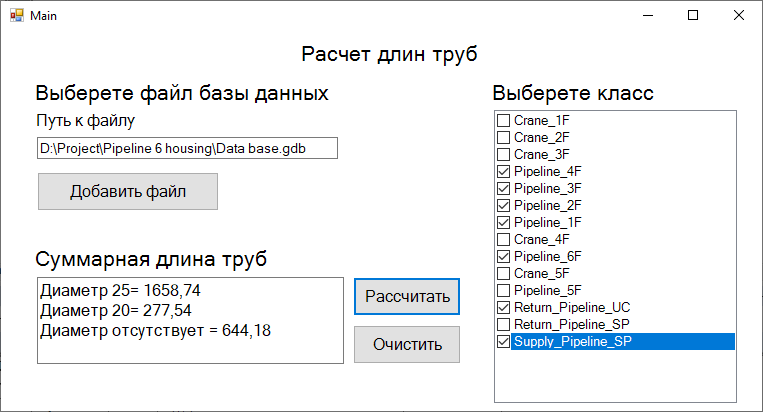 Main
Расчет длин труб
Выберете файл базы данных
Путь к файлу
D:\Project\Pipeline 6 housing\Data base.gdb
Добавить файл
Суммарная длина труб
Диаметр 25= 1658,74
Диаметр 20= 277,54
Диаметр отсутствует = 644,18
Рассчитать
Очистить
Выберете класс
Crane_1F
Crane_2F
Crane_3F
Pipeline_4F
Pipeline_3F
Pipeline_2F
Pipeline_1F
Crane_4F
Pipeline_6F
Crane_5F
Pipeline_5F
Return_Pipeline_UC
Return_Pipeline_SP
Supply_Pipeline_SP